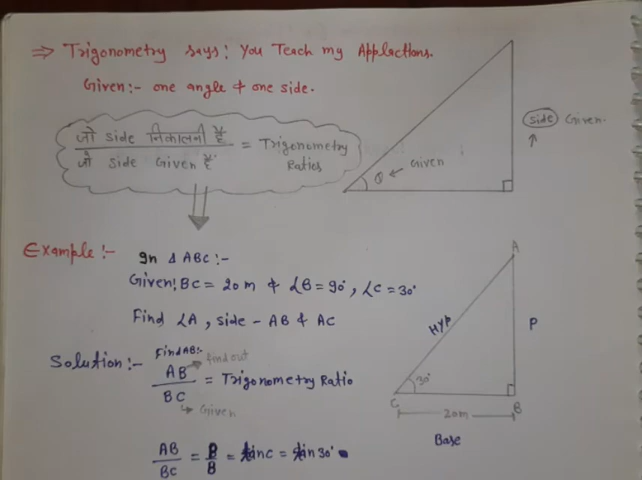 ⇒ Trigonometry says! You Teach my Applications.
Given:- one angle & one side.
जो side निकालनी है
जो side Given है
= Trigonometry Ratios
side Given.
θ ← Given
Example:- In Δ ABC:-
Given! BC = 20 m & ∠B = 90°, ∠C = 30°
Find ∠A, side - AB & AC
A
HYP
P
30°
C
20m
B
Base
Solution:- Find AB:-
AB → find out
BC → Given
= Trigonometry Ratio
AB/BC = P/B = tan C = tan 30°